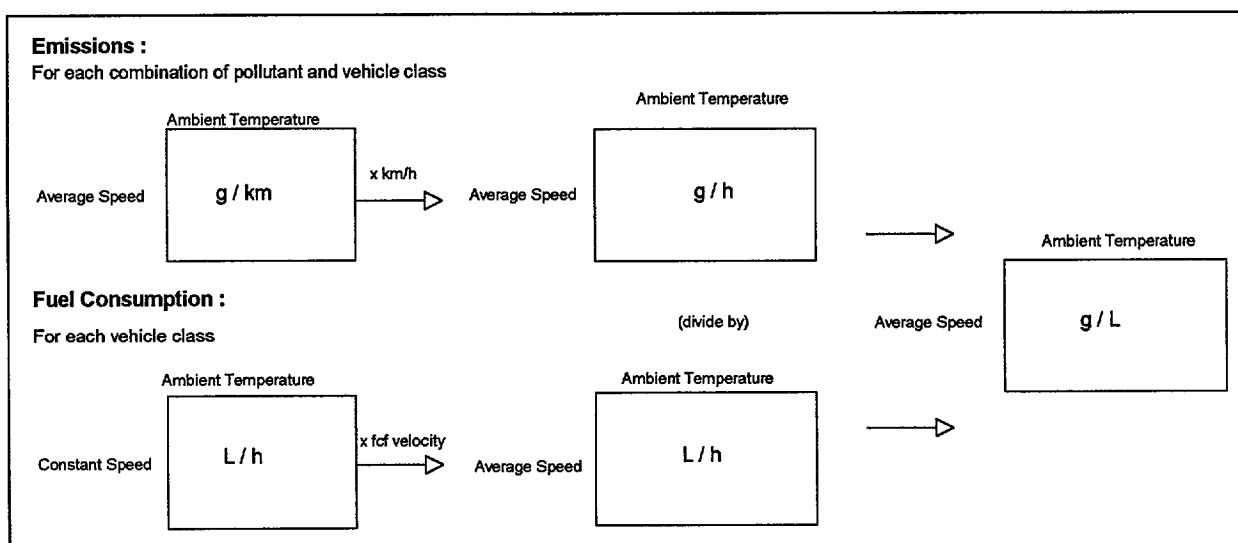 Emissions :
For each combination of pollutant and vehicle class
Ambient Temperature
Average Speed
g / km
x km/h
Ambient Temperature
Average Speed
g / h
Fuel Consumption :
For each vehicle class
Ambient Temperature
Constant Speed
L / h
x fcf velocity
(divide by)
Ambient Temperature
Average Speed
L / h
Ambient Temperature
Average Speed
g / L